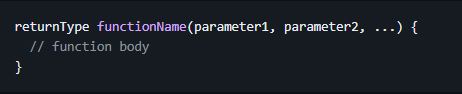 returnType functionName(parameter1, parameter2, ...) {
  // function body
}